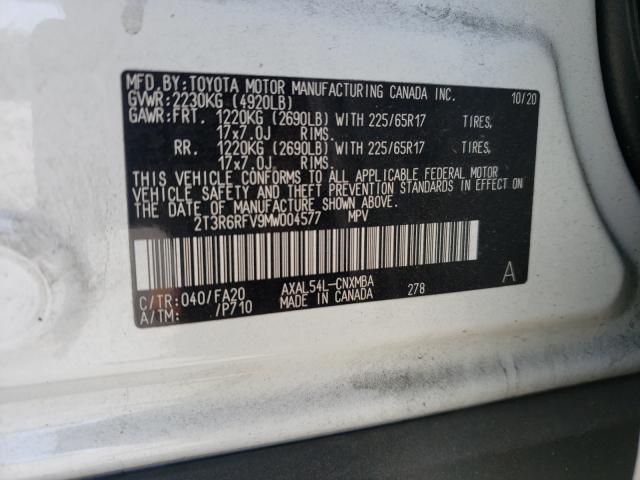 MFD. BY: TOYOTA MOTOR MANUFACTURING CANADA INC. 10/20
GVWR: 2230KG (4920LB)
GAWR: FRT. 1220KG (2690LB) WITH 225/65R17 TIRES,
17x7.0J RIMS.
RR. 1220KG (2690LB) WITH 225/65R17 TIRES,
17x7.0J RIMS.
THIS VEHICLE CONFORMS TO ALL APPLICABLE FEDERAL MOTOR
VEHICLE SAFETY AND THEFT PREVENTION STANDARDS IN EFFECT
ON THE DATE OF MANUFACTURE SHOWN ABOVE.
2T3R6RFV9MW004577 MPV
C/TR: 040/FA20 AXAL54L-CNXMBA
A/TM: /P710 MADE IN CANADA 278 A